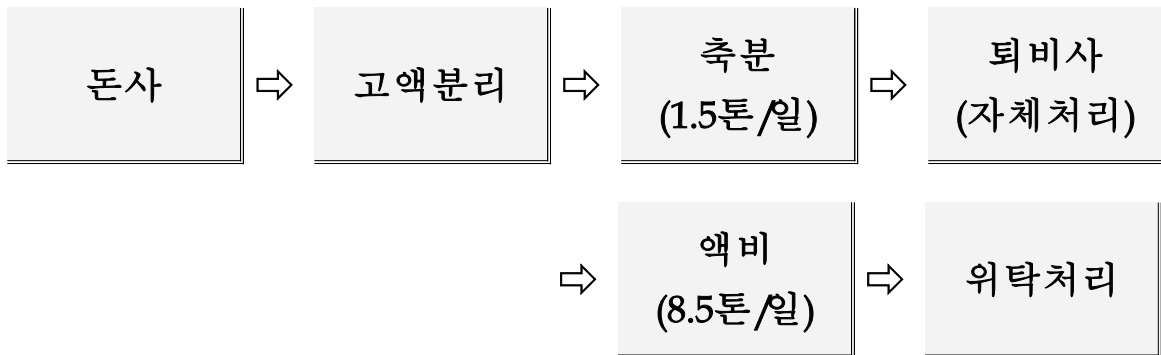 돈사 ⇨ 고액분리 ⇨ 축분 ⇨ 퇴비사
(1.5톤/일) (자체처리)
⇨ 액비 ⇨ 위탁처리
(8.5톤/일)